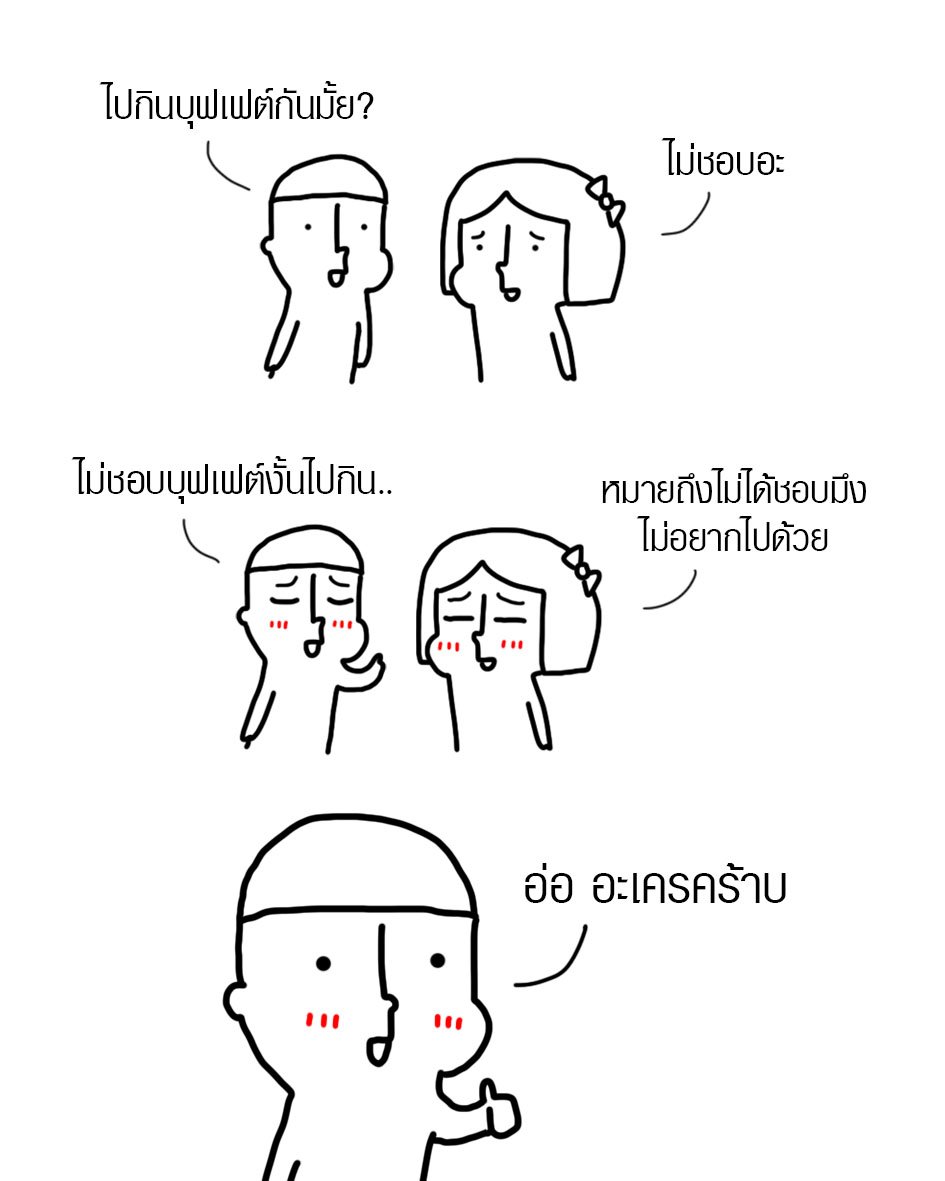 ไปกินบุฟเฟต์กันมั้ย?
ไม่ชอบอะ
ไม่ชอบบุฟเฟต์งั้นไปกิน..
หมายถึงไม่ได้ชอบมึง
ไม่อยากไปด้วย
อ่อ อะเครคร้าบ